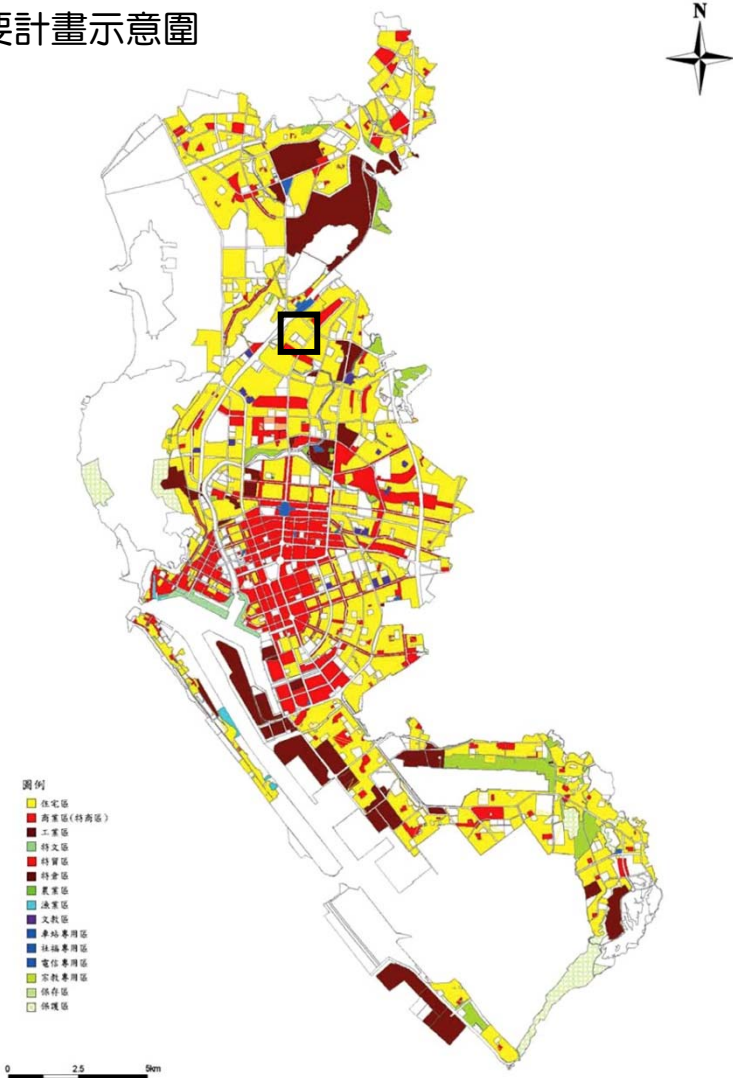 要計畫示意圍
N
圖例
住宅區
商業區(特商區)
工業區
特文區
特貿區
特倉區
農業區
漁業區
文教區
車站專用區
社福專用區
電信專用區
宗教專用區
保存區
保護區
0 2.5 5km